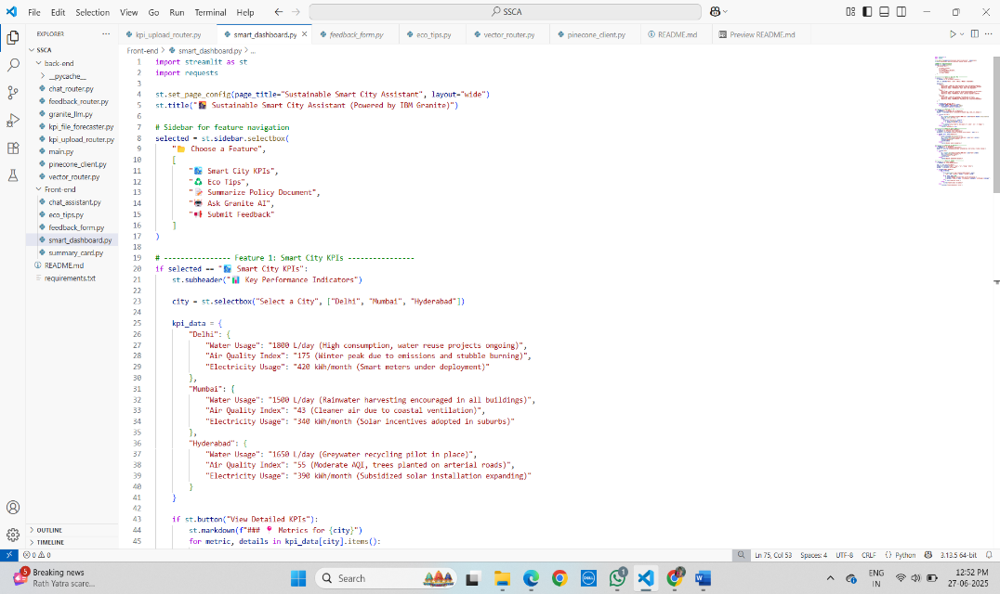 File Edit Selection View Go Run Terminal Help
SSCA
EXPLORER
kpi_upload_router.py
smart_dashboard.py
feedback_form.py
eco_tips.py
vector_router.py
pinecone_client.py
README.md
Preview README.md
Front-end > smart_dashboard.py > ...
SSCA
back-end
__pycache__
chat_router.py
feedback_router.py
granite_llm.py
kpi_file_forecaster.py
kpi_upload_router.py
main.py
pinecone_client.py
vector_router.py
Front-end
chat_assistant.py
eco_tips.py
feedback_form.py
smart_dashboard.py
summary_card.py
README.md
requirements.txt
OUTLINE
TIMELINE
1 import streamlit as st
2 import requests
3
4 st.set_page_config(page_title="Sustainable Smart City Assistant", layout="wide")
5 st.title("🏙️ Sustainable Smart City Assistant (Powered by IBM Granite)")
6
7 # Sidebar for feature navigation
8 selected = st.sidebar.selectbox(
9 "📁 Choose a Feature",
10 [
11 "🏙️ Smart City KPIs",
12 "♻️ Eco Tips",
13 "📝 Summarize Policy Document",
14 "🤖 Ask Granite AI",
15 "📢 Submit Feedback"
16 ]
17 )
18
19 # ---------------- Feature 1: Smart City KPIs ----------------
20 if selected == "🏙️ Smart City KPIs":
21 st.subheader("📊 Key Performance Indicators")
22
23 city = st.selectbox("Select a City", ["Delhi", "Mumbai", "Hyderabad"])
24
25 kpi_data = {
26 "Delhi": {
27 "Water Usage": "1800 L/day (High consumption, water reuse projects ongoing)",
28 "Air Quality Index": "175 (Winter peak due to emissions and stubble burning)",
29 "Electricity Usage": "420 kWh/month (Smart meters under deployment)"
30 },
31 "Mumbai": {
32 "Water Usage": "1500 L/day (Rainwater harvesting encouraged in all buildings)",
33 "Air Quality Index": "43 (Cleaner air due to coastal ventilation)",
34 "Electricity Usage": "340 kWh/month (Solar incentives adopted in suburbs)"
35 },
36 "Hyderabad": {
37 "Water Usage": "1650 L/day (Greywater recycling pilot in place)",
38 "Air Quality Index": "55 (Moderate AQI, trees planted on arterial roads)",
39 "Electricity Usage": "390 kWh/month (Subsidized solar installation expanding)"
40 }
41 }
42
43 if st.button("View Detailed KPIs"):
44 st.markdown(f"### 📍 Metrics for {city}")
45 for metric, details in kpi_data[city].items():
0 0
Ln 75, Col 53 Spaces: 4 UTF-8 CRLF {} Python 3.13.5 64-bit
5
Breaking news
Rath Yatra scare...
Search
DELL
1
ENG
IN
12:52 PM
27-06-2025